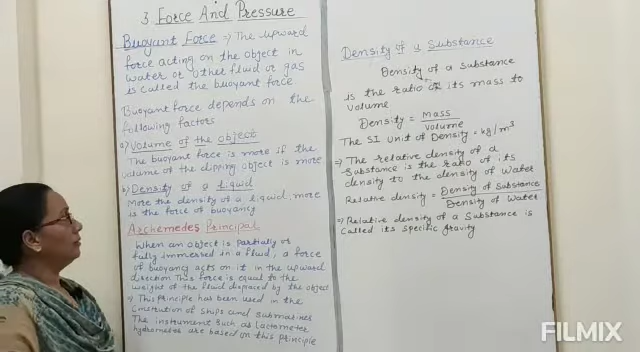 3. Force And Pressure
Buoyant Force ⇒ The upward
force acting on the object in
water or other fluid or gas
is called the buoyant force
Buoyant force depends on the
following factors
a) Volume of the object
The buoyant force is more if the
volume of the dipping object is more
b) Density of a liquid
More the density of a liquid, more
is the force of buoyancy
Archemedes Principal
When an object is partially or
fully immersed in a fluid, a force
of buoyancy acts on it in the upward
direction This force is equal to the
weight of the fluid dispaced by the object
⇒ This principle has been used in the
Constrution of ships and submarines
The instrument such as lactometer
hydrometer are based on this principle
Density of a Substance
Density of a substance
is the ratio of its mass to
volume
Density = Mass / Volume
The SI Unit of Density = kg/m³
⇒ The relative density of a
Substance is the ratio of its
density to the density of water
Relative density = Density of Substance / Density of Water
⇒ Relative density of a Substance is
Called its specific gravity
FILMIX